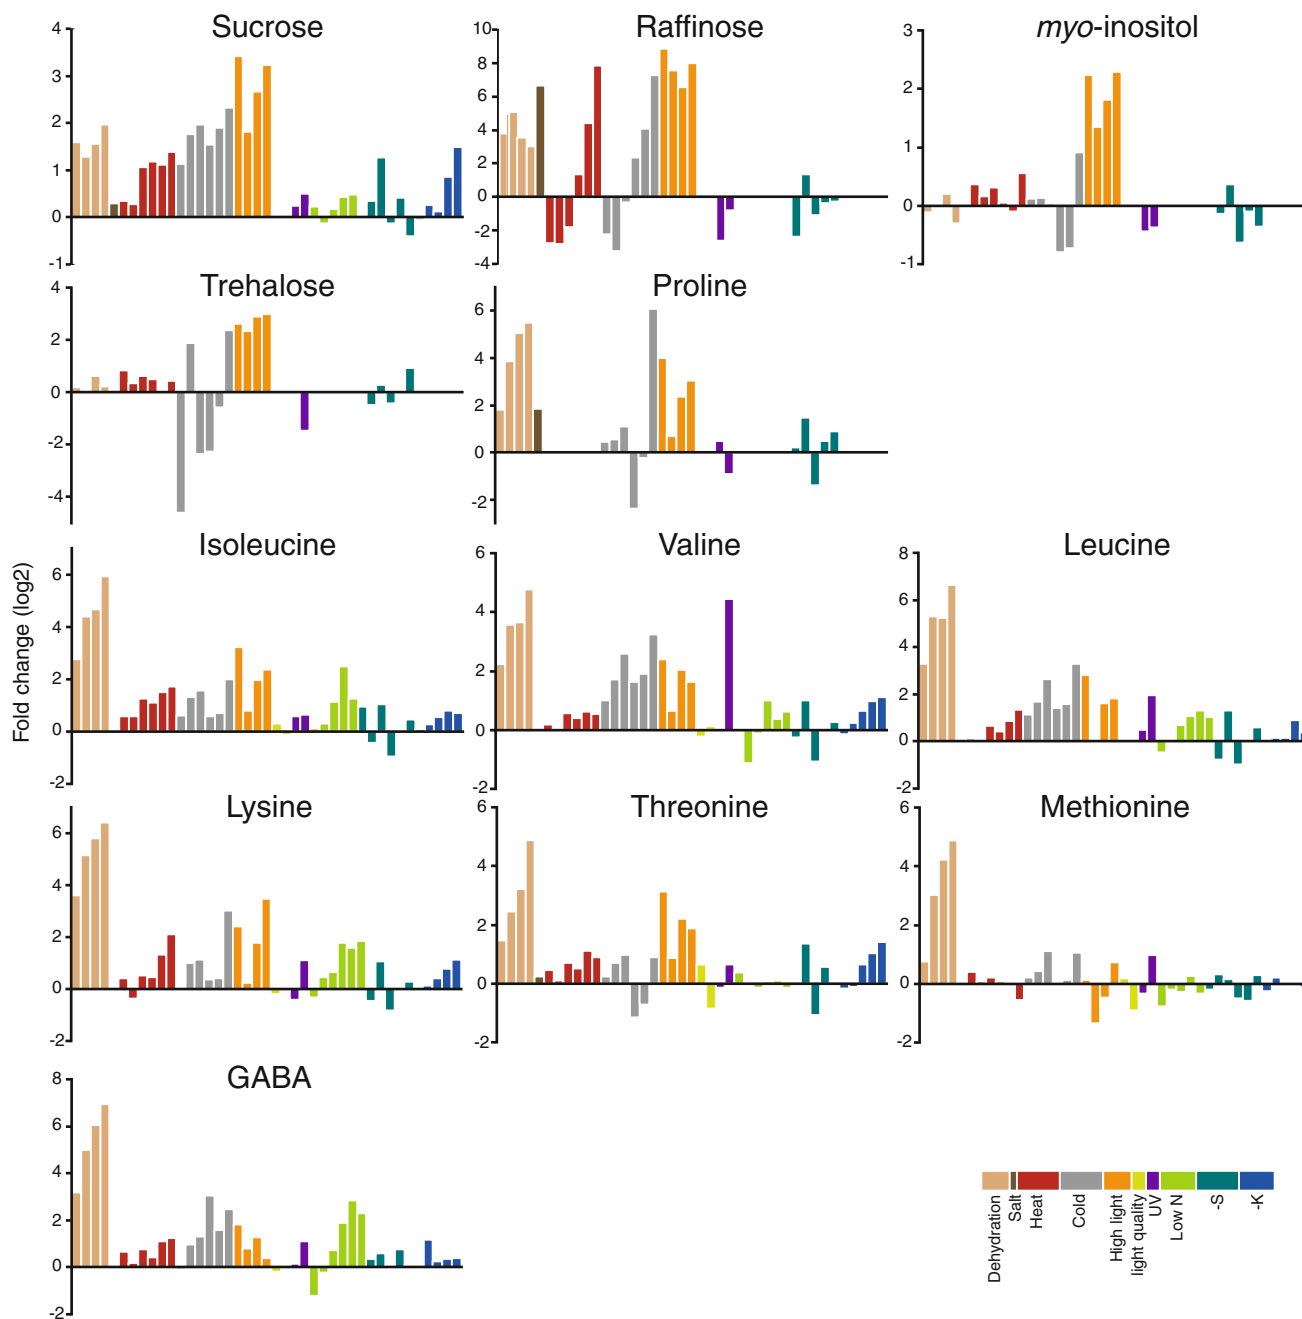 Sucrose
4
3
2
1
0
-1
Raffinose
10
8
6
4
2
0
-2
-4
myo-inositol
3
2
1
0
-1
Trehalose
4
2
0
-2
-4
Proline
6
4
2
0
-2
Fold change (log2)
Isoleucine
6
4
2
0
-2
Valine
6
4
2
0
-2
Leucine
8
6
4
2
0
-2
Lysine
6
4
2
0
-2
Threonine
6
4
2
0
-2
Methionine
6
4
2
0
-2
GABA
8
6
4
2
0
-2
Dehydration
Salt
Heat
Cold
High light
light quality
UV
Low N
-S
-K